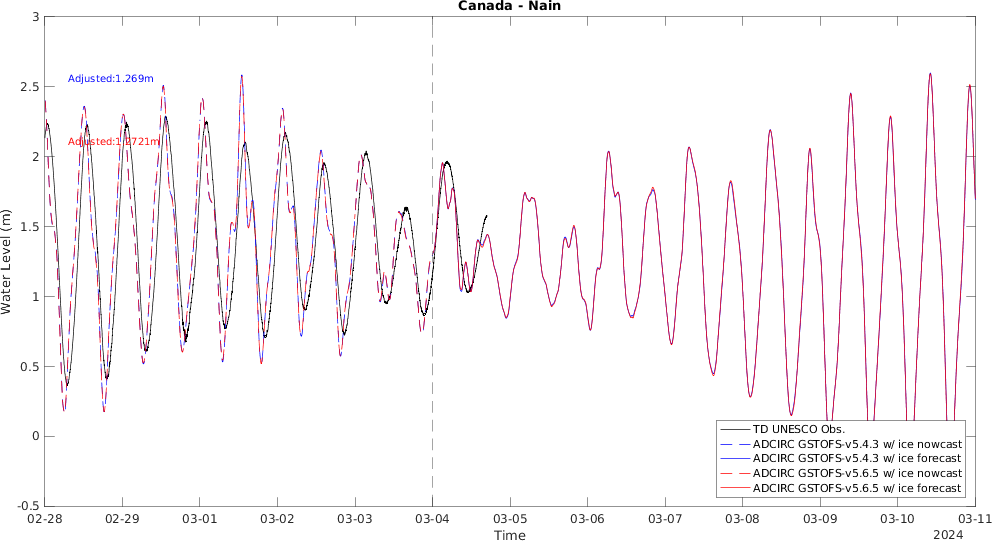 Canada - Nain
3
2.5
2
1.5
1
0.5
0
-0.5
Water Level (m)
Adjusted:1.269m
Adjusted:1.2721m
TD UNESCO Obs.
ADCIRC GSTOFS-v5.4.3 w/ ice nowcast
ADCIRC GSTOFS-v5.4.3 w/ ice forecast
ADCIRC GSTOFS-v5.6.5 w/ ice nowcast
ADCIRC GSTOFS-v5.6.5 w/ ice forecast
02-28 02-29 03-01 03-02 03-03 03-04 03-05 03-06 03-07 03-08 03-09 03-10 03-11
Time
2024